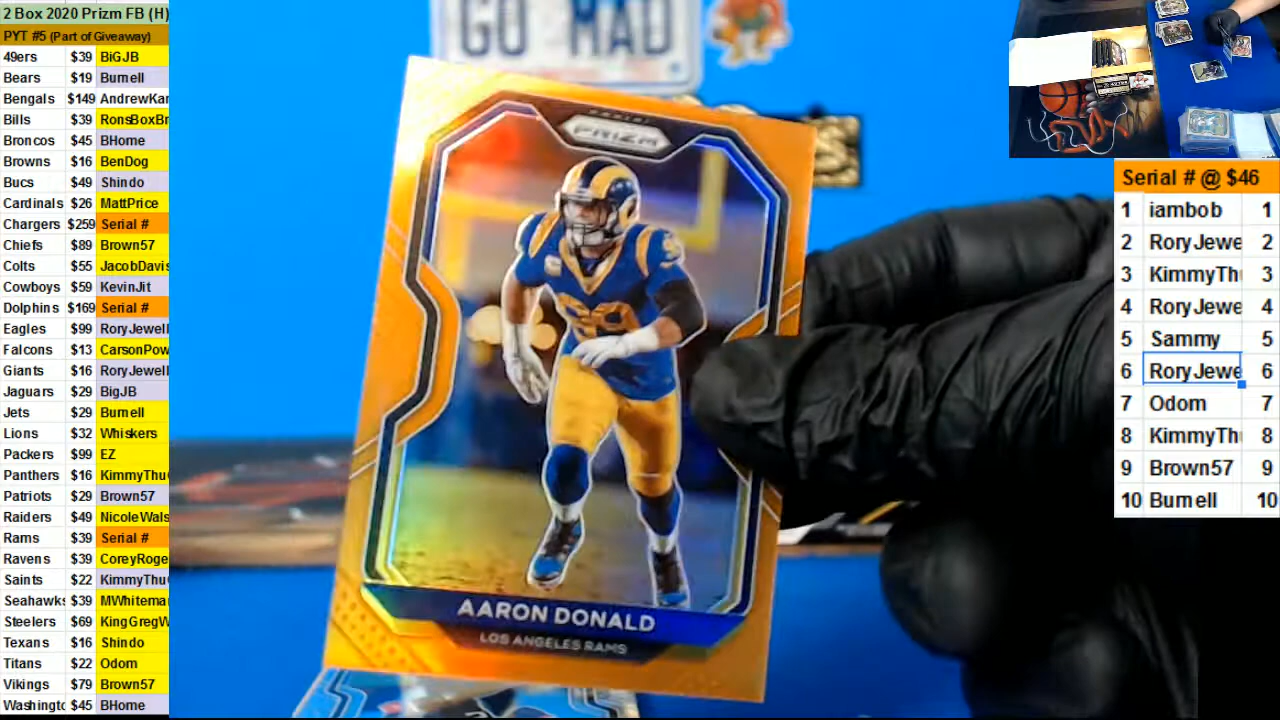 2 Box 2020 Prizm FB (H)
PYT #5 (Part of Giveaway)
49ers $39 BiGJB
Bears $19 Burnell
Bengals $149 AndrewKar
Bills $39 RonsBoxBr
Broncos $45 BHome
Browns $16 BenDog
Bucs $49 Shindo
Cardinals $26 MattPrice
Chargers $259 Serial #
Chiefs $89 Brown57
Colts $55 JacobDavis
Cowboys $59 KevinJit
Dolphins $169 Serial #
Eagles $99 RoryJewell
Falcons $13 CarsonPow
Giants $16 RoryJewell
Jaguars $29 BigJB
Jets $29 Burnell
Lions $32 Whiskers
Packers $99 EZ
Panthers $16 KimmyThu
Patriots $29 Brown57
Raiders $49 NicoleWals
Rams $39 Serial #
Ravens $39 CoreyRoge
Saints $22 KimmyThu
Seahawks $39 MWhitema
Steelers $69 KingGregW
Texans $16 Shindo
Titans $22 Odom
Vikings $79 Brown57
Washingto $45 BHome
GO MAD
PANINI
PRIZM
99
AARON DONALD
LOS ANGELES RAMS
Serial # @ $46
1 iambob 1
2 RoryJewe 2
3 KimmyTh 3
4 RoryJewe 4
5 Sammy 5
6 RoryJewe 6
7 Odom 7
8 KimmyTh 8
9 Brown57 9
10 Burnell 10